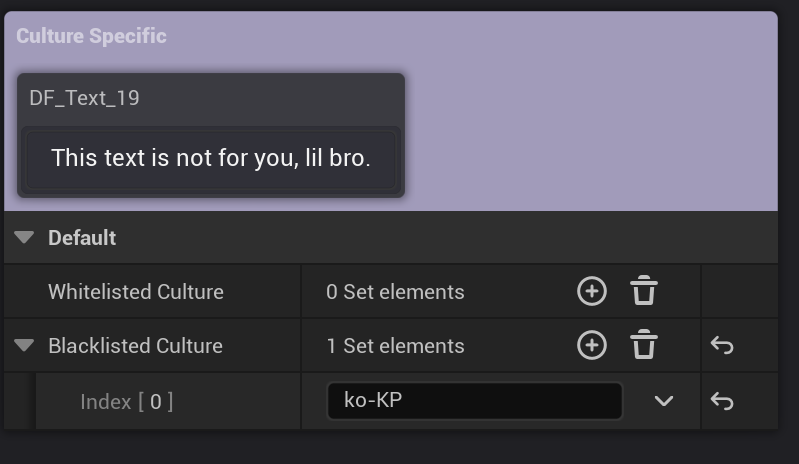 Culture Specific
DF_Text_19
This text is not for you, lil bro.
Default
Whitelisted Culture 0 Set elements
Blacklisted Culture 1 Set elements
Index [ 0 ] ko-KP